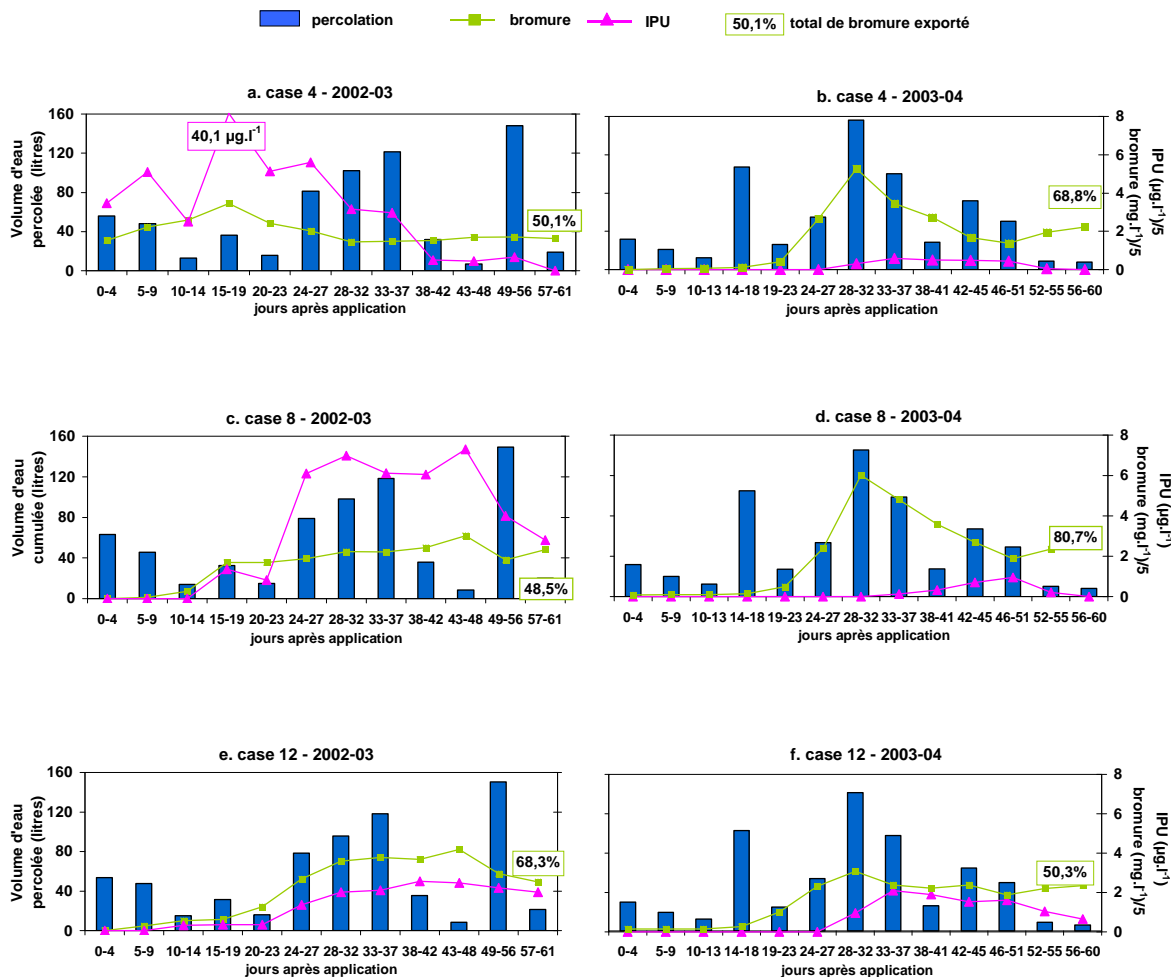 percolation bromure IPU 50,1% total de bromure exporté
a. case 4 - 2002-03
Volume d'eau
percolée (litres)
160
120
80
40
0
40,1 µg.l-1
50,1%
0-4 5-9 10-14 15-19 20-23 24-27 28-32 33-37 38-42 43-48 49-56 57-61
jours après application
b. case 4 - 2003-04
8
6
4
2
0
IPU (µg.l-1)/5
bromure (mg.l-1)/5
68,8%
0-4 5-9 10-13 14-18 19-23 24-27 28-32 33-37 38-41 42-45 46-51 52-55 56-60
jours après application
c. case 8 - 2002-03
Volume d'eau
cumulée (litres)
160
120
80
40
0
48,5%
0-4 5-9 10-14 15-19 20-23 24-27 28-32 33-37 38-42 43-48 49-56 57-61
jours après application
d. case 8 - 2003-04
8
6
4
2
0
IPU (µg.l-1)
bromure (mg.l-1)/5
80,7%
0-4 5-9 10-13 14-18 19-23 24-27 28-32 33-37 38-41 42-45 46-51 52-55 56-60
jours après application
e. case 12 - 2002-03
Volume d'eau
percolée (litres)
160
120
80
40
0
68,3%
0-4 5-9 10-14 15-19 20-23 24-27 28-32 33-37 38-42 43-48 49-56 57-61
jours après application
f. case 12 - 2003-04
8
6
4
2
0
IPU (µg.l-1)
bromure (mg.l-1)/5
50,3%
0-4 5-9 10-13 14-18 19-23 24-27 28-32 33-37 38-41 42-45 46-51 52-55 56-60
jours après application